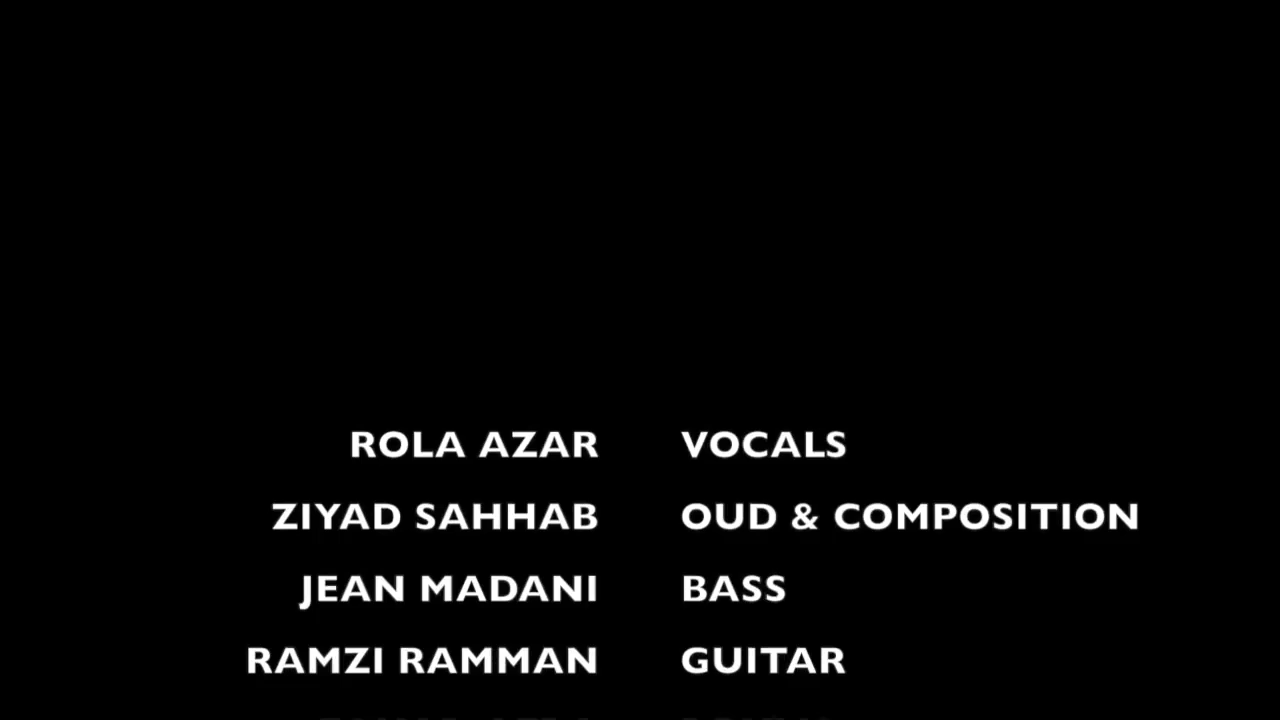 ROLA AZAR VOCALS
ZIYAD SAHHAB OUD & COMPOSITION
JEAN MADANI BASS
RAMZI RAMMAN GUITAR